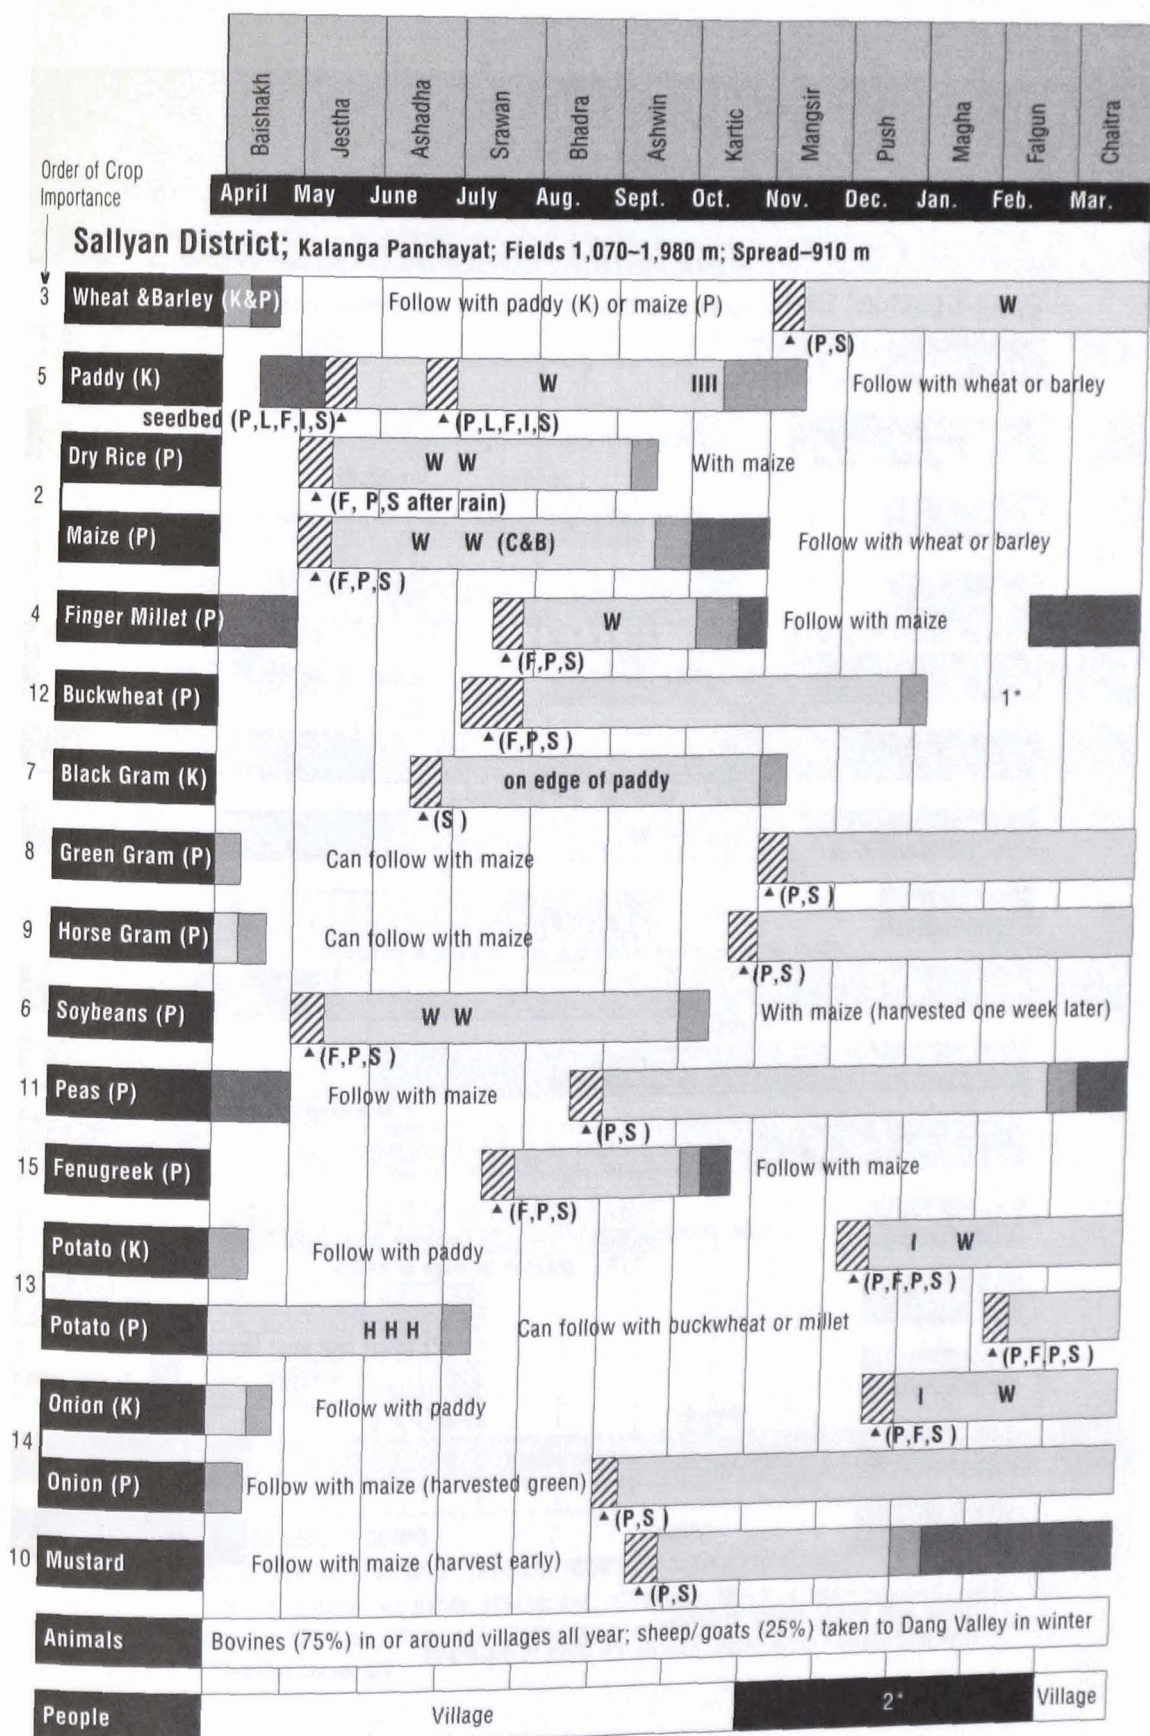 Baishakh Jestha Ashadha Srawan Bhadra Ashwin Kartic Mangsir Push Magha Falgun Chaitra
Order of Crop
Importance
April May June July Aug. Sept. Oct. Nov. Dec. Jan. Feb. Mar.
Sallyan District; Kalanga Panchayat; Fields 1,070–1,980 m; Spread–910 m
3 Wheat &Barley (K&P) Follow with paddy (K) or maize (P) W
(P,S)
5 Paddy (K) W IIII Follow with wheat or barley
seedbed (P,L,F,I,S) (P,L,F,I,S)
Dry Rice (P) W W With maize
2
(F, P,S after rain)
Maize (P) W W (C&B) Follow with wheat or barley
(F,P,S )
4 Finger Millet (P) W Follow with maize
(F,P,S)
12 Buckwheat (P) 1*
(F,P,S )
7 Black Gram (K) on edge of paddy
(S )
8 Green Gram (P) Can follow with maize
(P,S )
9 Horse Gram (P) Can follow with maize
(P,S )
6 Soybeans (P) W W With maize (harvested one week later)
(F,P,S )
11 Peas (P) Follow with maize
(P,S )
15 Fenugreek (P) Follow with maize
(F,P,S)
Potato (K) Follow with paddy I W
(P,F,P,S )
13
Potato (P) H H H Can follow with buckwheat or millet
(P,F,P,S )
Onion (K) Follow with paddy I W
(P,F,S )
14
Onion (P) Follow with maize (harvested green)
(P,S )
10 Mustard Follow with maize (harvest early)
(P,S)
Animals Bovines (75%) in or around villages all year; sheep/goats (25%) taken to Dang Valley in winter
People Village 2* Village